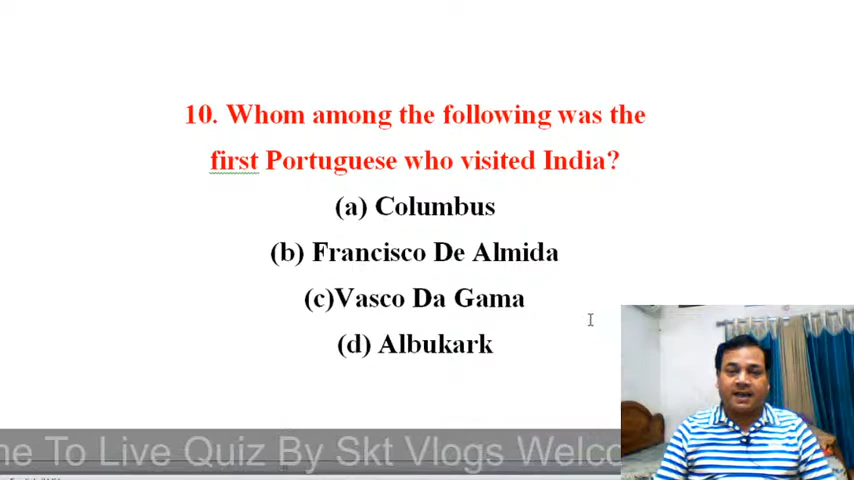 10. Whom among the following was the
first Portuguese who visited India?
(a) Columbus
(b) Francisco De Almida
(c)Vasco Da Gama
(d) Albukark
me To Live Quiz By Skt Vlogs Welco